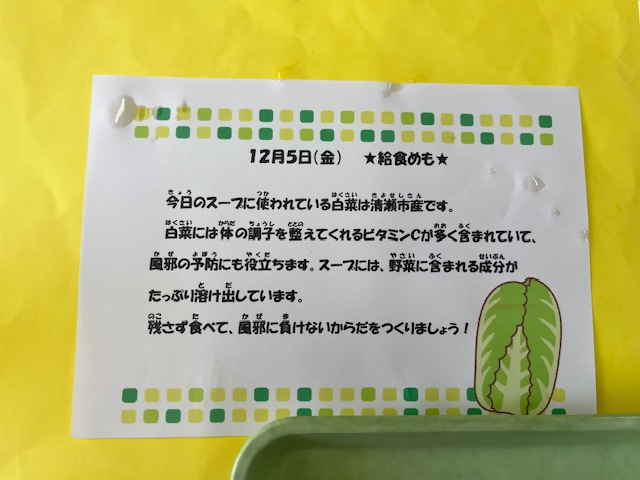 12月5日(金) ★給食めも★
今日のスープに使われている白菜は清瀬市産です。
白菜には体の調子を整えてくれるビタミンCが多く含まれていて、
風邪の予防にも役立ちます。スープには、野菜に含まれる成分が
たっぷり溶け出しています。
残さず食べて、風邪に負けないからだをつくりましょう！